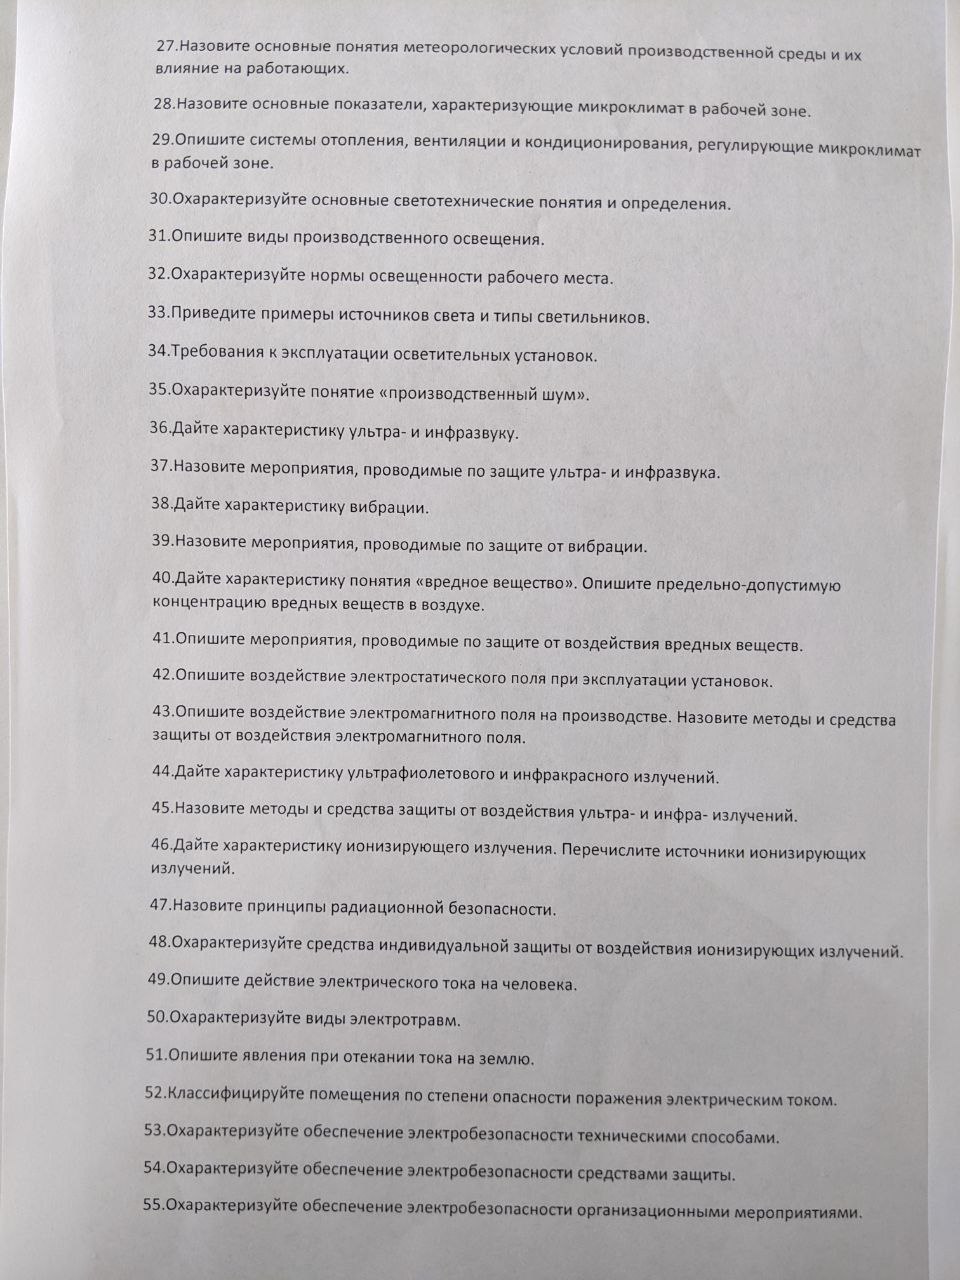 27.Назовите основные понятия метеорологических условий производственной среды и их
влияние на работающих.
28.Назовите основные показатели, характеризующие микроклимат в рабочей зоне.
29.Опишите системы отопления, вентиляции и кондиционирования, регулирующие микроклимат
в рабочей зоне.
30.Охарактеризуйте основные светотехнические понятия и определения.
31.Опишите виды производственного освещения.
32.Охарактеризуйте нормы освещенности рабочего места.
33.Приведите примеры источников света и типы светильников.
34.Требования к эксплуатации осветительных установок.
35.Охарактеризуйте понятие «производственный шум».
36.Дайте характеристику ультра- и инфразвуку.
37.Назовите мероприятия, проводимые по защите ультра- и инфразвука.
38.Дайте характеристику вибрации.
39.Назовите мероприятия, проводимые по защите от вибрации.
40.Дайте характеристику понятия «вредное вещество». Опишите предельно-допустимую
концентрацию вредных веществ в воздухе.
41.Опишите мероприятия, проводимые по защите от воздействия вредных веществ.
42.Опишите воздействие электростатического поля при эксплуатации установок.
43.Опишите воздействие электромагнитного поля на производстве. Назовите методы и средства
защиты от воздействия электромагнитного поля.
44.Дайте характеристику ультрафиолетового и инфракрасного излучений.
45.Назовите методы и средства защиты от воздействия ультра- и инфра- излучений.
46.Дайте характеристику ионизирующего излучения. Перечислите источники ионизирующих
излучений.
47.Назовите принципы радиационной безопасности.
48.Охарактеризуйте средства индивидуальной защиты от воздействия ионизирующих излучений.
49.Опишите действие электрического тока на человека.
50.Охарактеризуйте виды электротравм.
51.Опишите явления при отекании тока на землю.
52.Классифицируйте помещения по степени опасности поражения электрическим током.
53.Охарактеризуйте обеспечение электробезопасности техническими способами.
54.Охарактеризуйте обеспечение электробезопасности средствами защиты.
55.Охарактеризуйте обеспечение электробезопасности организационными мероприятиями.